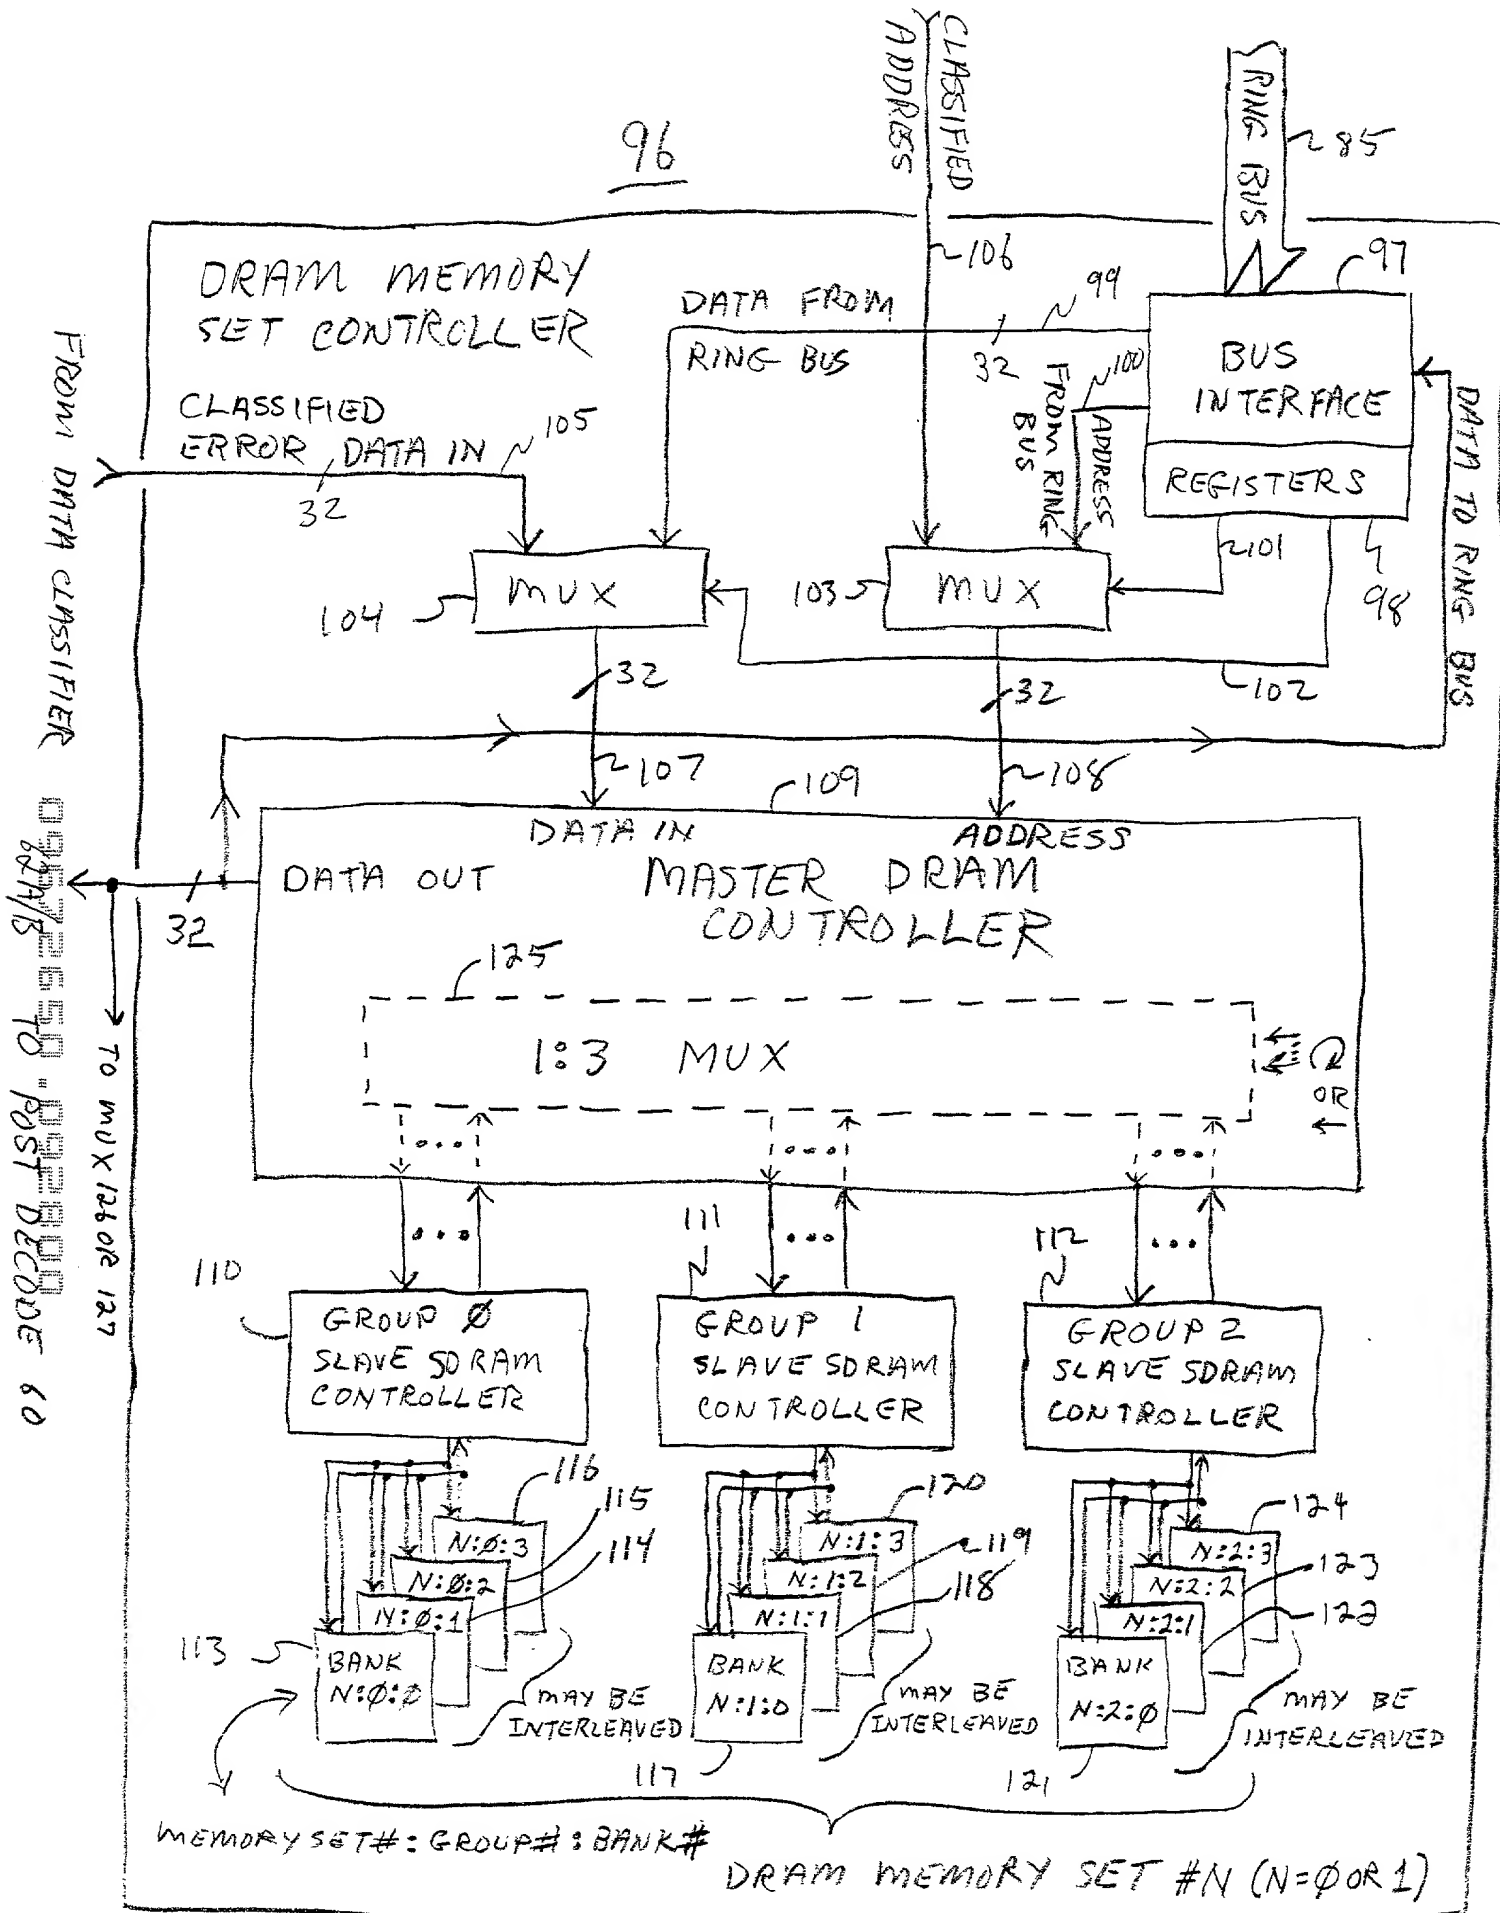 CLASSIFIED
ADDRESS
RING BUS
85
96
106
97
DRAM MEMORY
SET CONTROLLER
DATA FROM
RING BUS
99
32
100
ADDRESS
FROM RING
BUS
BUS
INTERFACE
REGISTERS
DATA TO RING BUS
CLASSIFIED
ERROR DATA IN
105
32
FROM DATA CLASSIFIER
101
98
MUX
104
103
MUX
102
32
32
107
108
109
DATA IN
ADDRESS
DATA OUT
MASTER DRAM
CONTROLLER
32
125
1:3 MUX
OR
TO MUX 126 OR 127
62A/B TO POST DECODE 60
09672650.092800
110
111
112
GROUP Ø
SLAVE SDRAM
CONTROLLER
GROUP 1
SLAVE SDRAM
CONTROLLER
GROUP 2
SLAVE SDRAM
CONTROLLER
116
115
114
113
N:Ø:3
N:Ø:2
N:Ø:1
BANK
N:Ø:Ø
MAY BE
INTERLEAVED
120
119
118
117
N:1:3
N:1:2
N:1:1
BANK
N:1:0
MAY BE
INTERLEAVED
124
123
122
121
N:2:3
N:2:2
N:2:1
BANK
N:2:Ø
MAY BE
INTERLEAVED
MEMORY SET#:GROUP#:BANK#
DRAM MEMORY SET #N (N=Ø OR 1)